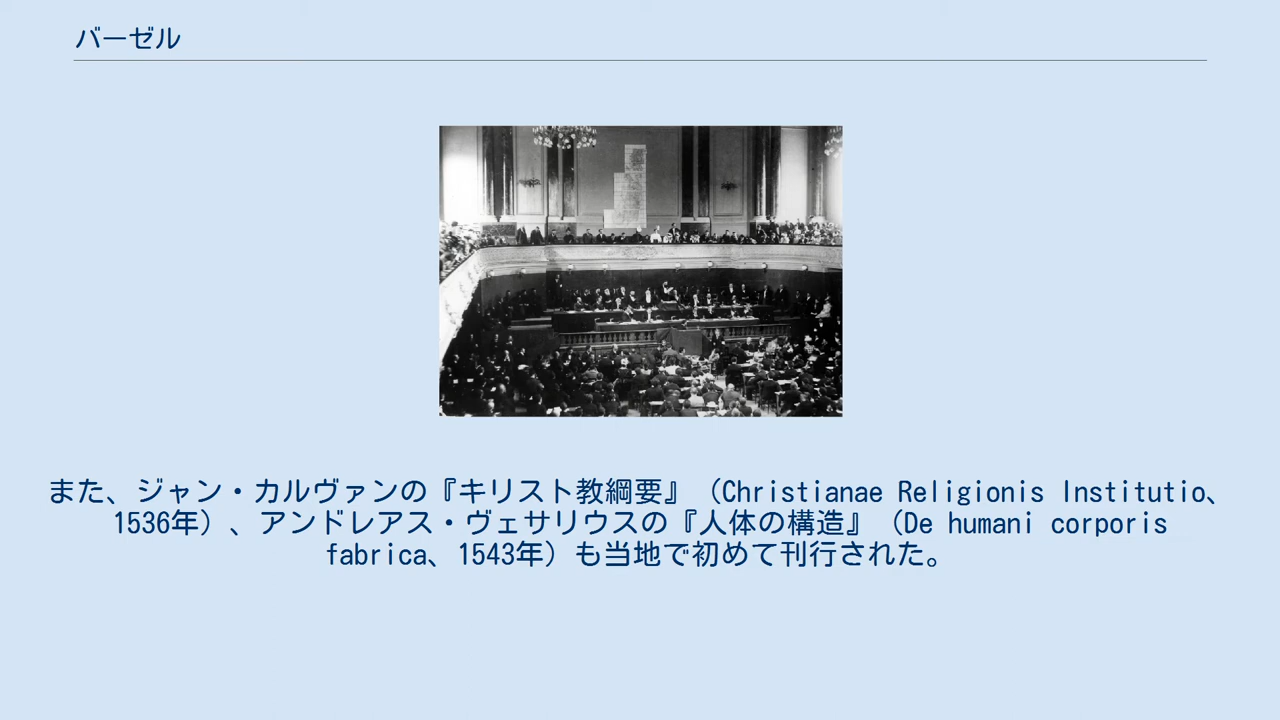 バーゼル
また、ジャン・カルヴァンの『キリスト教綱要』（Christianae Religionis Institutio、
1536年）、アンドレアス・ヴェサリウスの『人体の構造』（De humani corporis
fabrica、1543年）も当地で初めて刊行された。